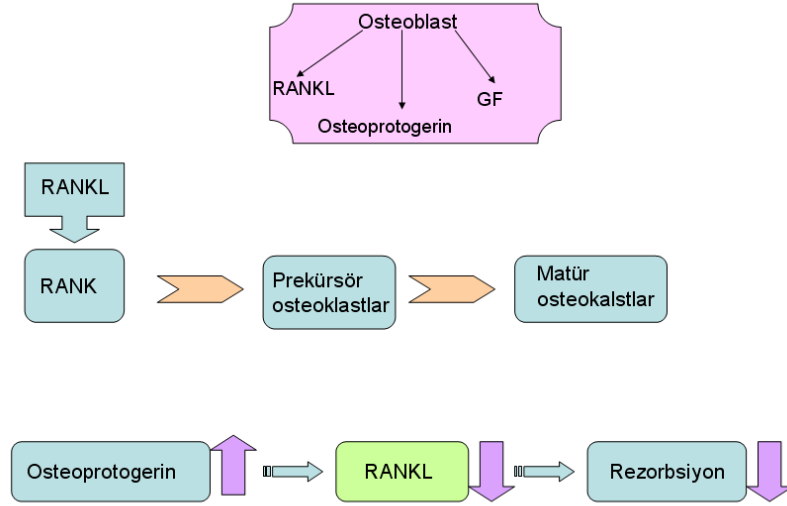 Osteoblast
RANKL
GF
Osteoprotogerin
RANKL
RANK
Prekürsör
osteoklastlar
Matür
osteokalstlar
Osteoprotogerin
RANKL
Rezorbsiyon